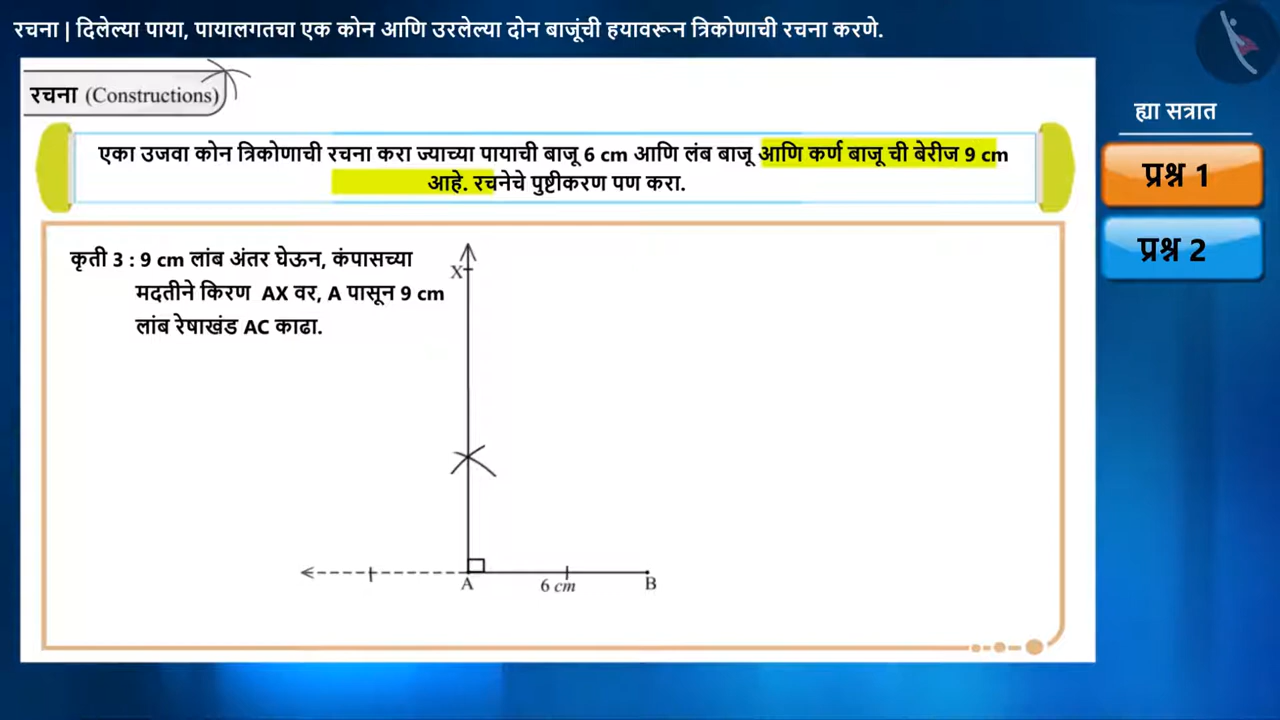 रचना | दिलेल्या पाया, पायालगतचा एक कोन आणि उरलेल्या दोन बाजूंची हयावरून त्रिकोणाची रचना करणे.
रचना (Constructions)
ह्या सत्रात
एका उजवा कोन त्रिकोणाची रचना करा ज्याच्या पायाची बाजू 6 cm आणि लंब बाजू आणि कर्ण बाजू ची बेरीज 9 cm
आहे. रचनेचे पुष्टीकरण पण करा.
प्रश्न 1
प्रश्न 2
कृती 3 : 9 cm लांब अंतर घेऊन, कंपासच्या
मदतीने किरण AX वर, A पासून 9 cm
लांब रेषाखंड AC काढा.
X
A
6 cm
B